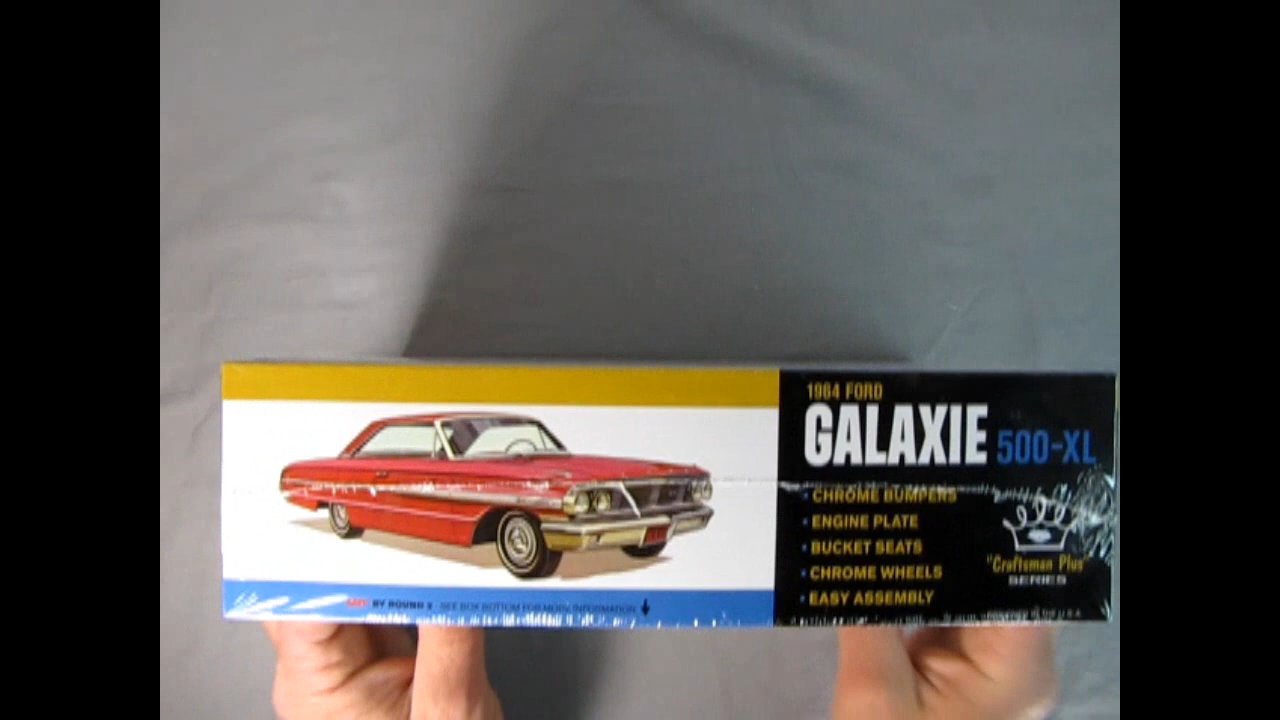 1964 FORD
GALAXIE 500-XL
• CHROME BUMPERS
• ENGINE PLATE
• BUCKET SEATS
• CHROME WHEELS
• EASY ASSEMBLY
"Craftsman Plus"
SERIES
BY ROUND 2 - SEE BOX BOTTOM FOR MORE INFORMATION